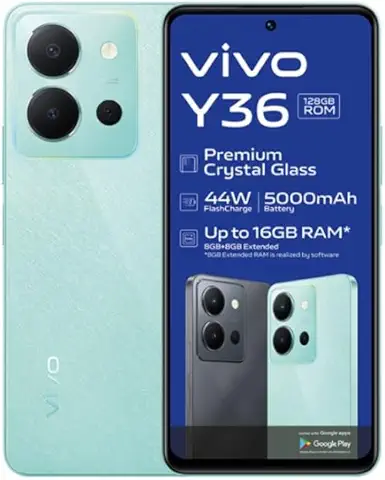 vivo
vivo
Y36
128GB
ROM
Premium
Crystal Glass
44W
FlashCharge
5000mAh
Battery
Up to 16GB RAM*
8GB+8GB Extended
*8GB Extended RAM is realized by software
Google Play